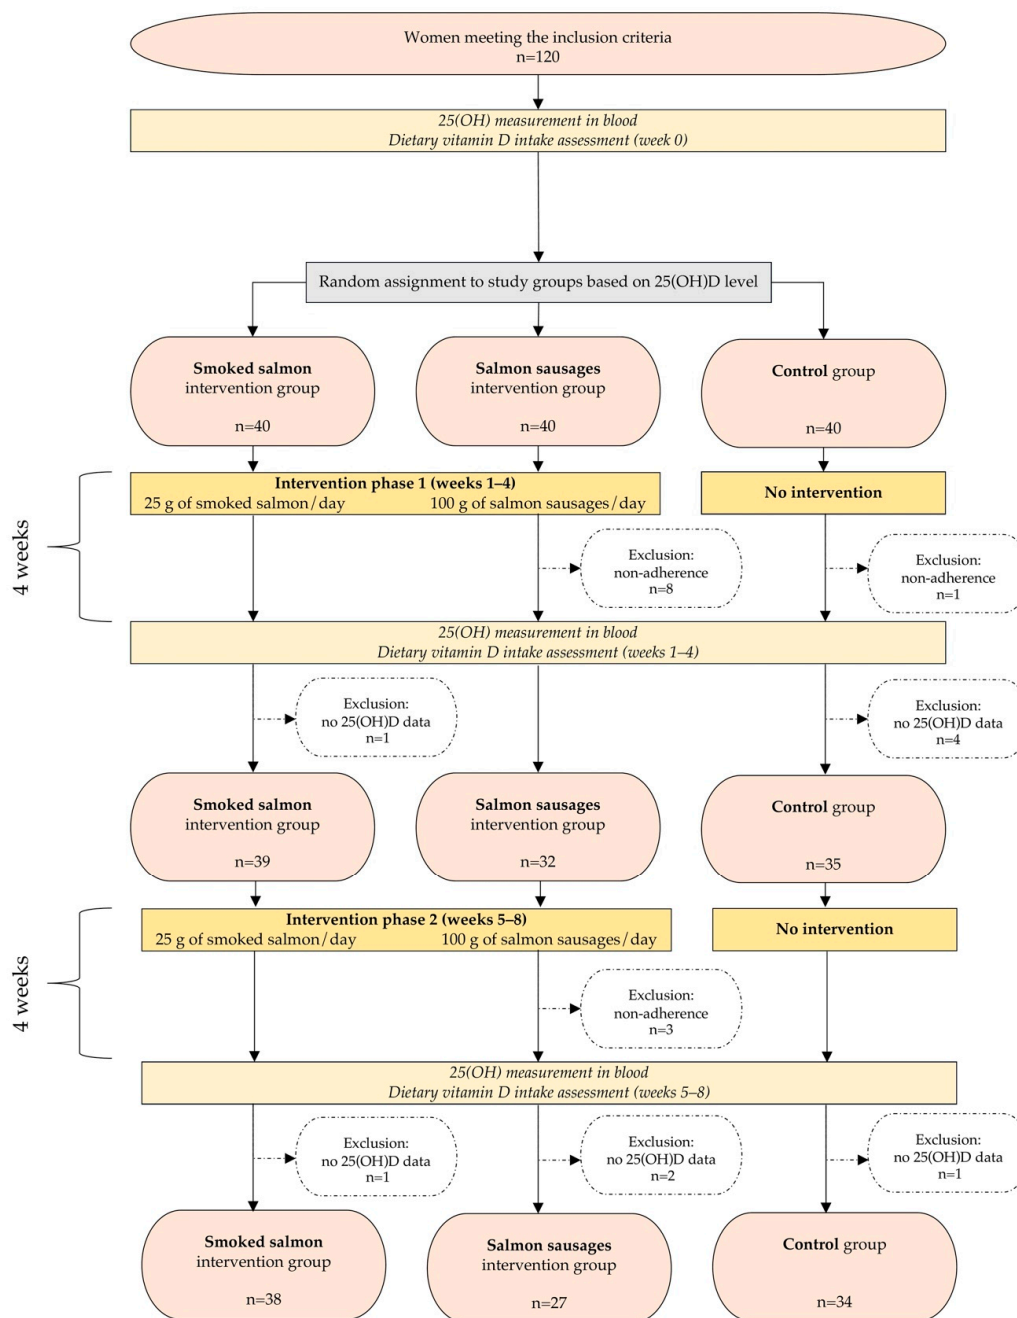 Women meeting the inclusion criteria
n=120
25(OH) measurement in blood
Dietary vitamin D intake assessment (week 0)
Random assignment to study groups based on 25(OH)D level
Smoked salmon
intervention group
n=40
Salmon sausages
intervention group
n=40
Control group
n=40
4 weeks
Intervention phase 1 (weeks 1–4)
25 g of smoked salmon/day
100 g of salmon sausages/day
No intervention
Exclusion:
non-adherence
n=8
Exclusion:
non-adherence
n=1
25(OH) measurement in blood
Dietary vitamin D intake assessment (weeks 1–4)
Exclusion:
no 25(OH)D data
n=1
Exclusion:
no 25(OH)D data
n=4
Smoked salmon
intervention group
n=39
Salmon sausages
intervention group
n=32
Control group
n=35
4 weeks
Intervention phase 2 (weeks 5–8)
25 g of smoked salmon/day
100 g of salmon sausages/day
No intervention
Exclusion:
non-adherence
n=3
25(OH) measurement in blood
Dietary vitamin D intake assessment (weeks 5–8)
Exclusion:
no 25(OH)D data
n=1
Exclusion:
no 25(OH)D data
n=2
Exclusion:
no 25(OH)D data
n=1
Smoked salmon
intervention group
n=38
Salmon sausages
intervention group
n=27
Control group
n=34